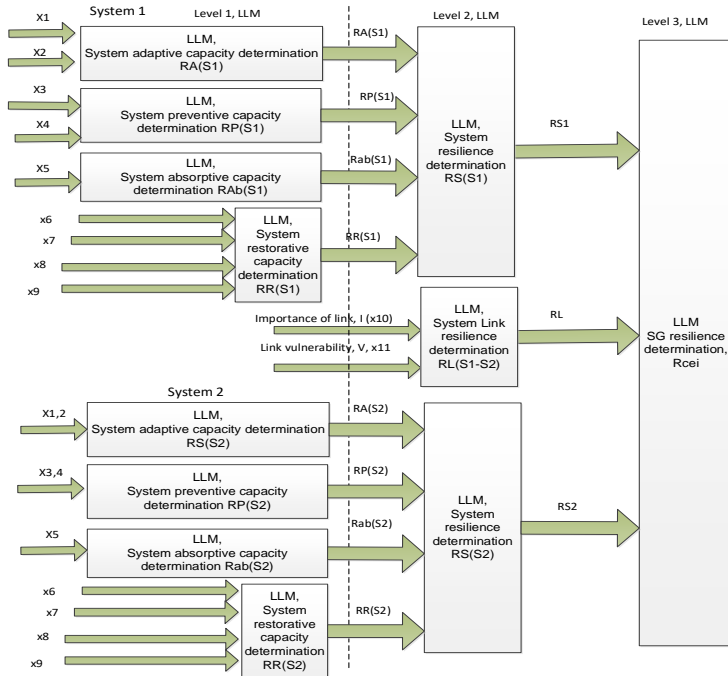 System 1
Level 1, LLM
Level 2, LLM
Level 3, LLM
X1
X2
LLM,
System adaptive capacity determination
RA(S1)
RA(S1)
X3
X4
LLM,
System preventive capacity
determination RP(S1)
RP(S1)
X5
LLM,
System absorptive capacity
determination RAb(S1)
Rab(S1)
x6
x7
x8
x9
LLM,
System
restorative
capacity
determination
RR(S1)
RR(S1)
LLM,
System
resilience
determination
RS(S1)
RS1
Importance of link, I (x10)
Link vulnerability, V, x11
LLM,
System Link
resilience
determination
RL(S1-S2)
RL
LLM
SG resilience
determination,
Rcei
System 2
X1,2
LLM,
System adaptive capacity determination
RS(S2)
RA(S2)
X3,4
LLM,
System preventive capacity
determination RP(S2)
RP(S2)
X5
LLM,
System absorptive capacity
determination Rab(S2)
Rab(S2)
x6
x7
x8
x9
LLM,
System
restorative
capacity
determination
RR(S2)
RR(S2)
LLM,
System
resilience
determination
RS(S2)
RS2